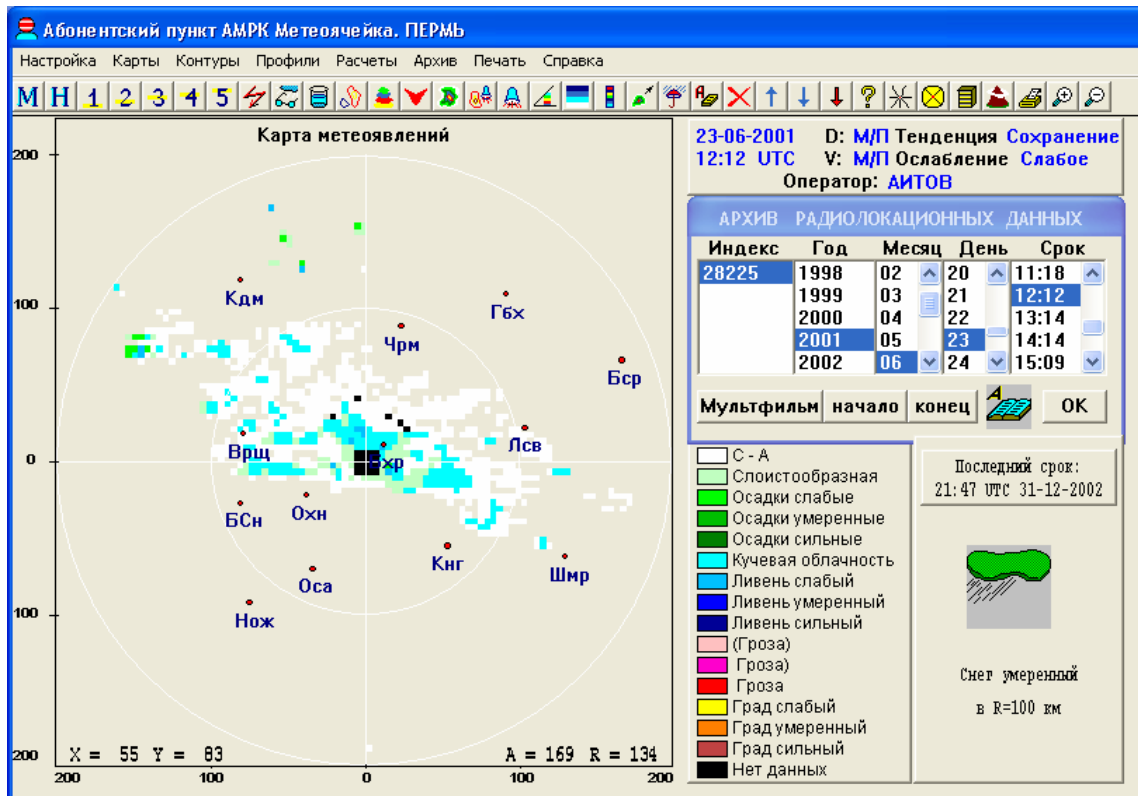 Абонентский пункт АМРК Метеоячейка. ПЕРМЬ
Настройка Карты Контуры Профили Расчеты Архив Печать Справка
М Н 1 2 3 4 5
Карта метеоявлений
200
100
0
100
200
Кдм
Гбх
Чрм
Бср
Врщ
Лсв
БСн
Охн
Кнг
Шмр
Оса
Нож
X = 55 Y = 83 A = 169 R = 134
200 100 0 100 200
23-06-2001 D: М/П Тенденция Сохранение
12:12 UTC V: М/П Ослабление Слабое
Оператор: АИТОВ
АРХИВ РАДИОЛОКАЦИОННЫХ ДАННЫХ
Индекс Год Месяц День Срок
28225 1998 02 20 11:18
1999 03 21 12:12
2000 04 22 13:14
2001 05 23 14:14
2002 06 24 15:09
Мультфильм начало конец ОК
С - А
Слоистообразная
Осадки слабые
Осадки умеренные
Осадки сильные
Кучевая облачность
Ливень слабый
Ливень умеренный
Ливень сильный
(Гроза)
Гроза)
Гроза
Град слабый
Град умеренный
Град сильный
Нет данных
Последний срок:
21:47 UTC 31-12-2002
Снег умеренный
в R=100 км